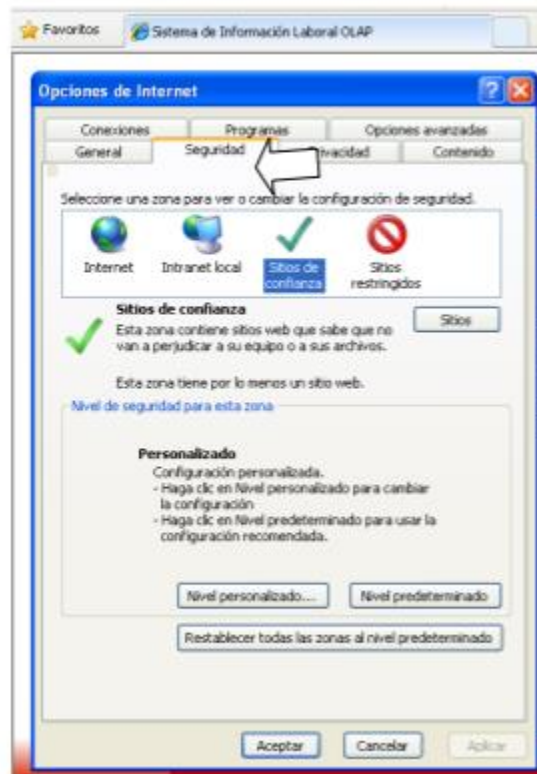 Favoritos
Sistema de Información Laboral OLAP
Opciones de Internet
Conexiones Programas Opciones avanzadas
General Seguridad ivacidad Contenido
Seleccione una zona para ver o cambiar la configuración de seguridad.
Internet Intranet local Sitios de confianza Sitios restringidos
Sitios de confianza
Sitios
Esta zona contiene sitios web que sabe que no
van a perjudicar a su equipo o a sus archivos.
Esta zona tiene por lo menos un sitio web.
Nivel de seguridad para esta zona
Personalizado
Configuración personalizada.
- Haga clic en Nivel personalizado para cambiar
la configuración
- Haga clic en Nivel predeterminado para usar la
configuración recomendada.
Nivel personalizado... Nivel predeterminado
Restablecer todas las zonas al nivel predeterminado
Aceptar Cancelar Aplicar